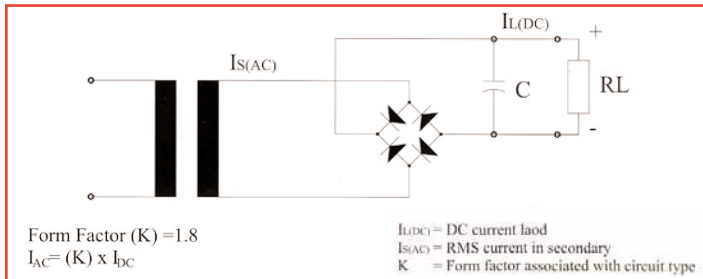 IL(DC)
+
IS(AC)
C
RL
-
Form Factor (K) =1.8
IAC= (K) x IDC
IL(DC) = DC current laod
IS(AC) = RMS current in secondary
K = Form factor associated with circuit type